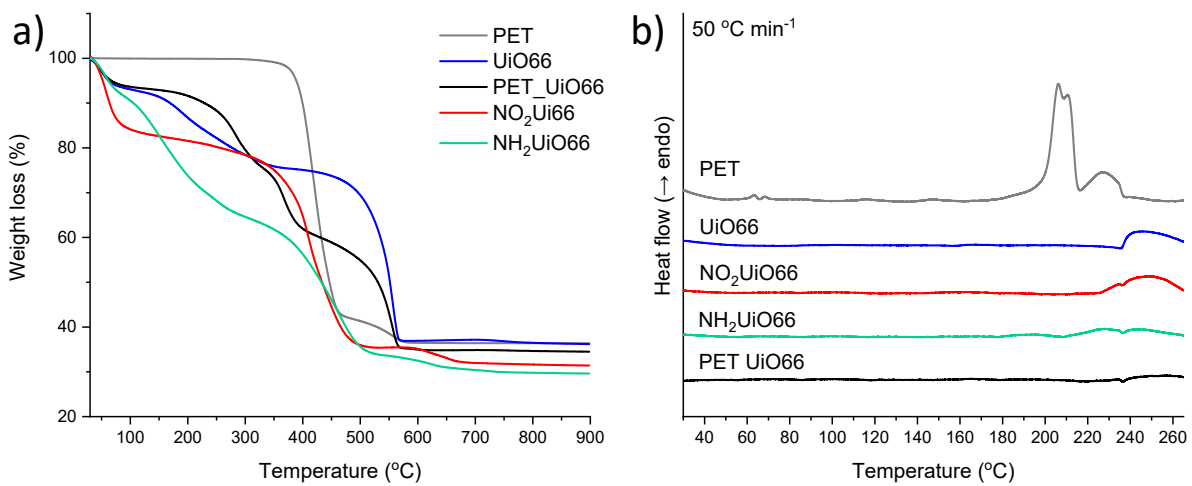 a)
PET
UiO66
PET_UiO66
NO2Ui66
NH2UiO66
Weight loss (%)
100
80
60
40
20
100 200 300 400 500 600 700 800 900
Temperature (oC)
b)
50 oC min-1
PET
UiO66
NO2UiO66
NH2UiO66
PET UiO66
Heat flow (→ endo)
40 60 80 100 120 140 160 180 200 220 240 260
Temperature (oC)